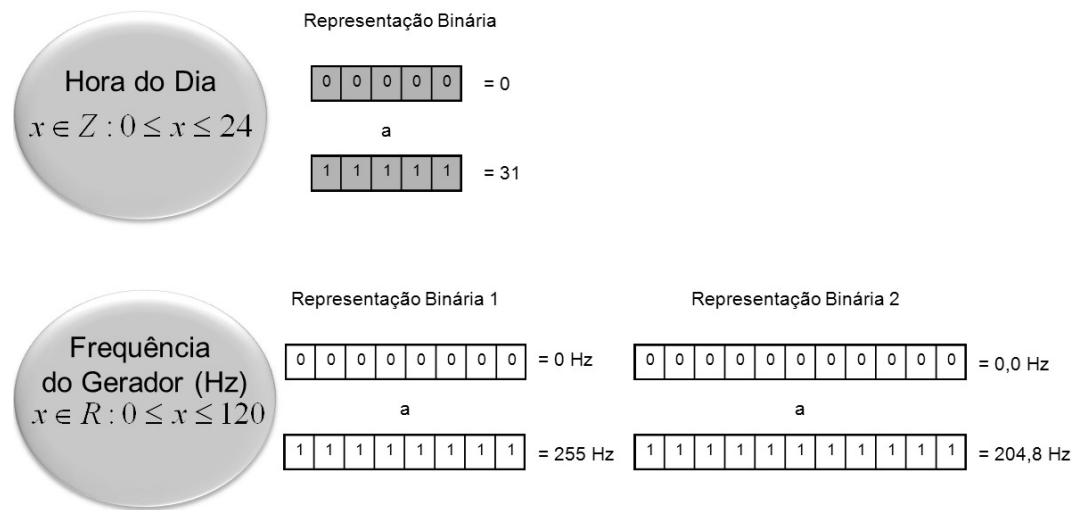 Representação Binária
Hora do Dia
x ∈ Z : 0 ≤ x ≤ 24
0 0 0 0 0 = 0
a
1 1 1 1 1 = 31
Representação Binária 1
Representação Binária 2
Frequência
do Gerador (Hz)
x ∈ R : 0 ≤ x ≤ 120
0 0 0 0 0 0 0 0 = 0 Hz
0 0 0 0 0 0 0 0 0 0 0 = 0,0 Hz
a
a
1 1 1 1 1 1 1 1 = 255 Hz
1 1 1 1 1 1 1 1 1 1 1 = 204,8 Hz